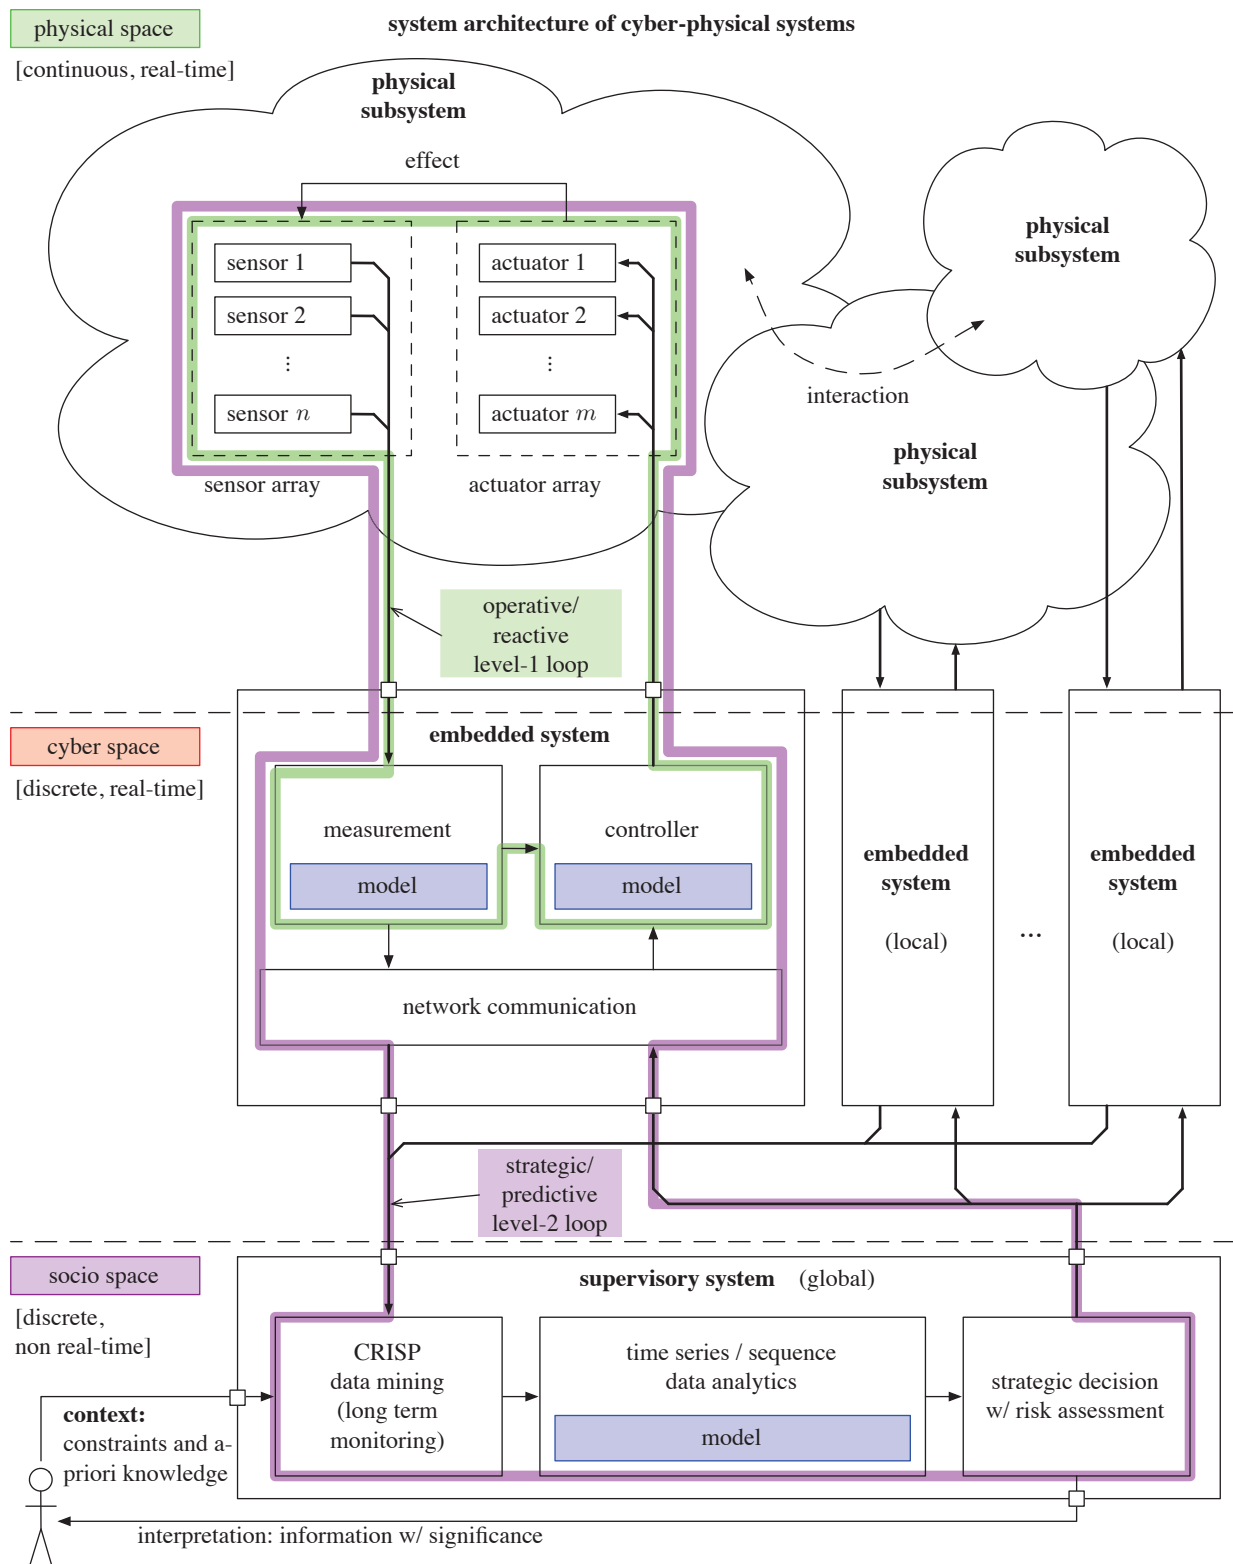 system architecture of cyber-physical systems
physical space
[continuous, real-time]
physical
subsystem
effect
sensor 1
sensor 2
⋮
sensor n
sensor array
actuator 1
actuator 2
⋮
actuator m
actuator array
physical
subsystem
interaction
physical
subsystem
operative/
reactive
level-1 loop
cyber space
[discrete, real-time]
embedded system
measurement
model
controller
model
network communication
embedded
system
(local)
...
embedded
system
(local)
strategic/
predictive
level-2 loop
socio space
[discrete,
non real-time]
supervisory system (global)
CRISP
data mining
(long term
monitoring)
time series / sequence
data analytics
model
strategic decision
w/ risk assessment
context:
constraints and a-
priori knowledge
interpretation: information w/ significance